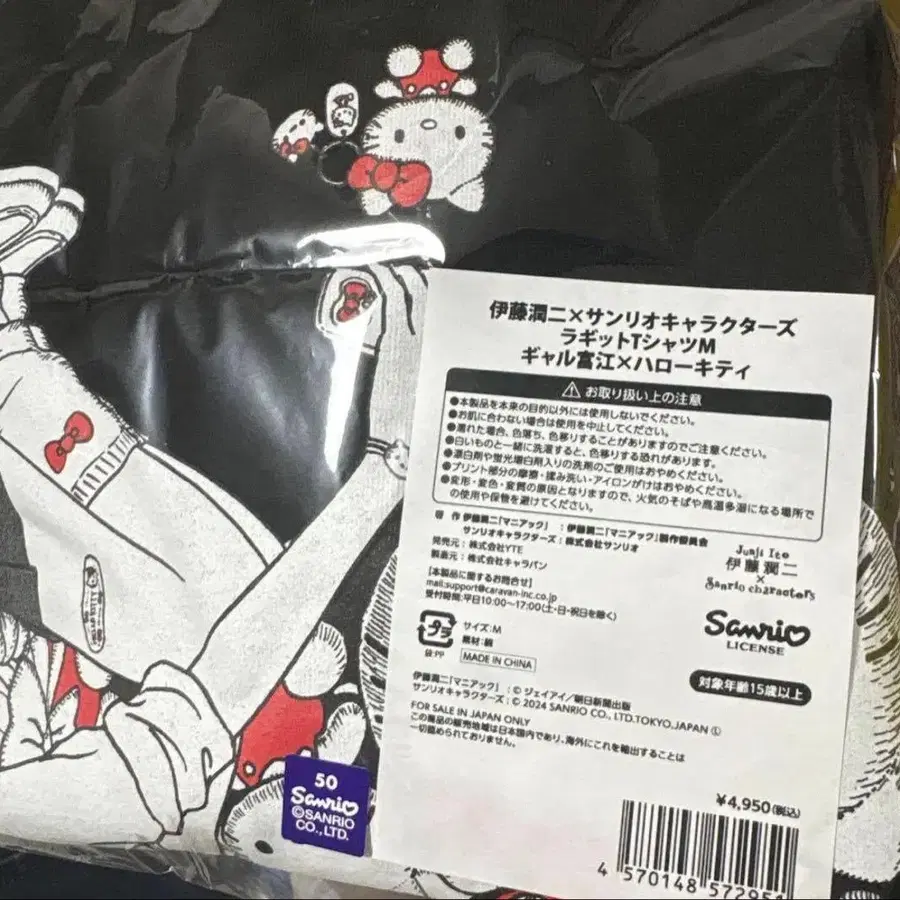 伊藤潤二×サンリオキャラクターズ
ラギットTシャツM
ギャル富江×ハローキティ
⚠ お取り扱い上の注意
●本製品を本来の目的以外には使用しないでください。
●お肌に合わない場合は使用を中止してください。
●濡れた場合、色落ち、色移りすることがありますのでご注意ください。
●白いものと一緒に洗濯すると、色移りする恐れがあります。
●漂白剤や蛍光増白剤入りの洗剤のご使用はおやめください。
●プリント部分の摩擦・揉み洗い・アイロンがけはおやめください。
●変形・変色・変質の原因となりますので、火気のそばや高温多湿になる場所で
の使用や保管を避けてください。
著 作 伊藤潤二『マニアック』：伊藤潤二『マニアック』製作委員会
サンリオキャラクターズ：株式会社サンリオ
発売元：株式会社YTE
製造元：株式会社キャラバン
[本製品に関するお問合せ]
mail:support@caravan-inc.co.jp
受付時間:平日10:00〜17:00(土・日・祝日を除く)
Junji Ito
伊藤潤二
×
Sanrio characters
Sanrio
LICENSE
プラ
袋:PP
サイズ:M
素材:綿
MADE IN CHINA
対象年齢15歳以上
伊藤潤二『マニアック』：© ジェイアイ／朝日新聞出版
サンリオキャラクターズ：© 2024 SANRIO CO., LTD.TOKYO,JAPAN Ⓛ
FOR SALE IN JAPAN ONLY
この商品の販売地域は日本国内であり、海外にこれを輸出することは
一切認められておりません。
¥4,950(税込)
4 570148 572951
50
Sanrio
©SANRIO
CO., LTD.